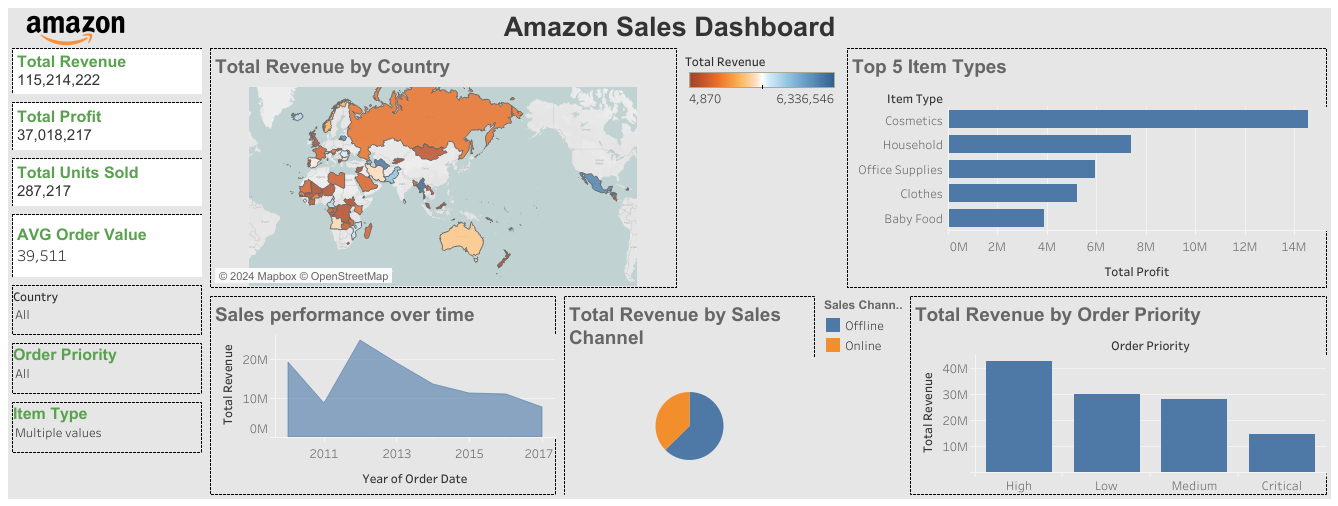 amazon
Amazon Sales Dashboard
Total Revenue
115,214,222
Total Profit
37,018,217
Total Units Sold
287,217
AVG Order Value
39,511
Country
All
Order Priority
All
Item Type
Multiple values
Total Revenue by Country
© 2024 Mapbox © OpenStreetMap
Total Revenue
4,870 6,336,546
Top 5 Item Types
Item Type
Cosmetics
Household
Office Supplies
Clothes
Baby Food
0M 2M 4M 6M 8M 10M 12M 14M
Total Profit
Sales performance over time
Total Revenue
20M
10M
0M
2011 2013 2015 2017
Year of Order Date
Total Revenue by Sales
Channel
Sales Chann..
Offline
Online
Total Revenue by Order Priority
Order Priority
Total Revenue
40M
30M
20M
10M
High Low Medium Critical